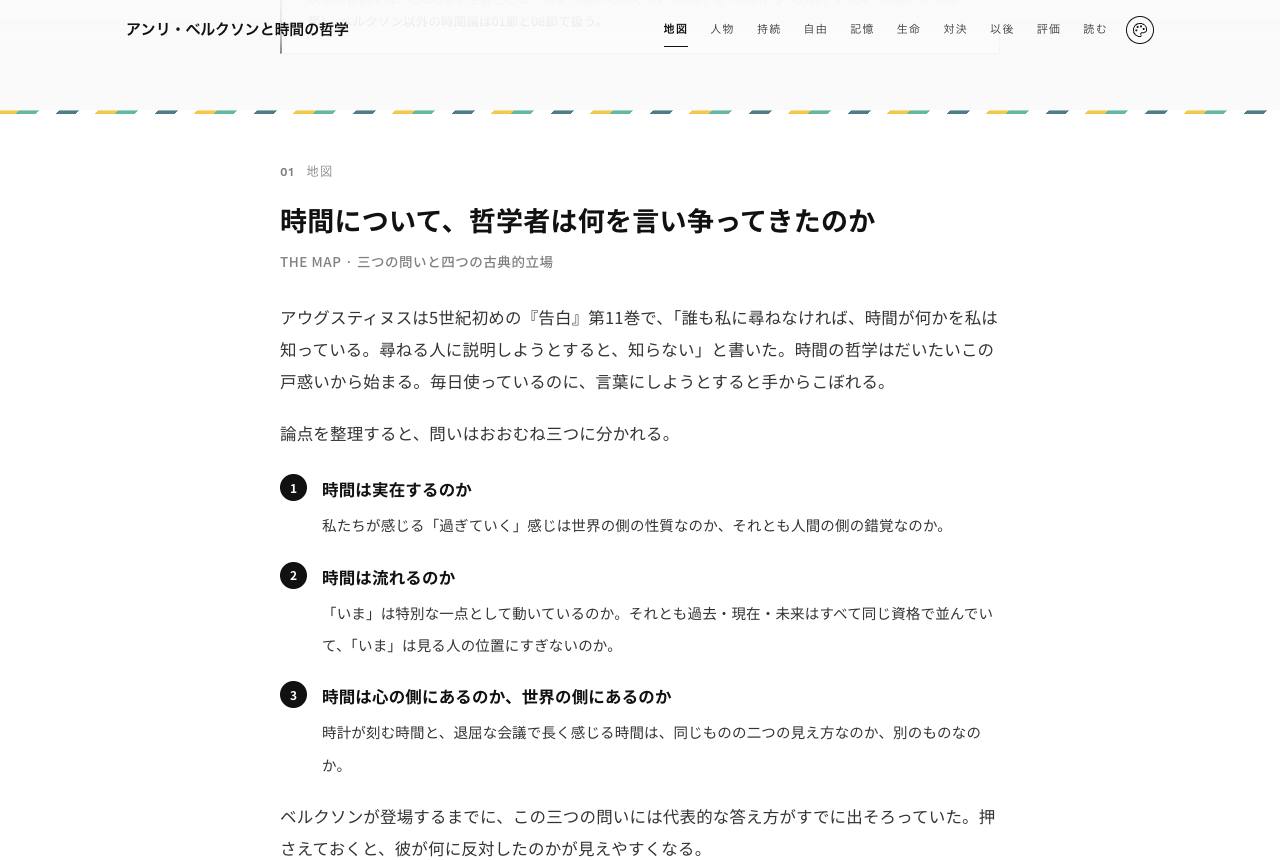 ルクソン以外の時間論は01節と08節で扱う。
アンリ・ベルクソンと時間の哲学
地図 人物 持続 自由 記憶 生命 対決 以後 評価 読む
01 地図
時間について、哲学者は何を言い争ってきたのか
THE MAP · 三つの問いと四つの古典的立場
アウグスティヌスは5世紀初めの『告白』第11巻で、「誰も私に尋ねなければ、時間が何かを私は
知っている。尋ねる人に説明しようとすると、知らない」と書いた。時間の哲学はだいたいこの
戸惑いから始まる。毎日使っているのに、言葉にしようとすると手からこぼれる。
論点を整理すると、問いはおおむね三つに分かれる。
1 時間は実在するのか
私たちが感じる「過ぎていく」感じは世界の側の性質なのか、それとも人間の側の錯覚なのか。
2 時間は流れるのか
「いま」は特別な一点として動いているのか。それとも過去・現在・未来はすべて同じ資格で並んでい
て、「いま」は見る人の位置にすぎないのか。
3 時間は心の側にあるのか、世界の側にあるのか
時計が刻む時間と、退屈な会議で長く感じる時間は、同じものの二つの見え方なのか、別のものなの
か。
ベルクソンが登場するまでに、この三つの問いには代表的な答え方がすでに出そろっていた。押
さえておくと、彼が何に反対したのかが見えやすくなる。